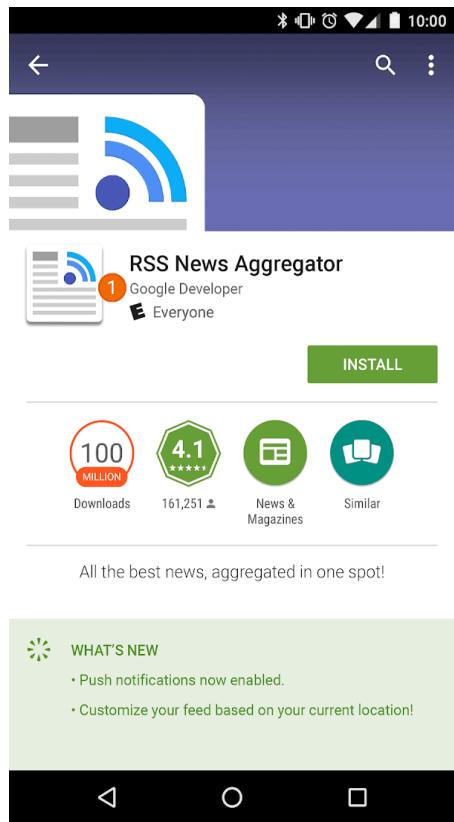 10:00
RSS News Aggregator
1
Google Developer
E Everyone
INSTALL
100
MILLION
4.1
Downloads
161,251
News &
Magazines
Similar
All the best news, aggregated in one spot!
WHAT'S NEW
• Push notifications now enabled.
• Customize your feed based on your current location!